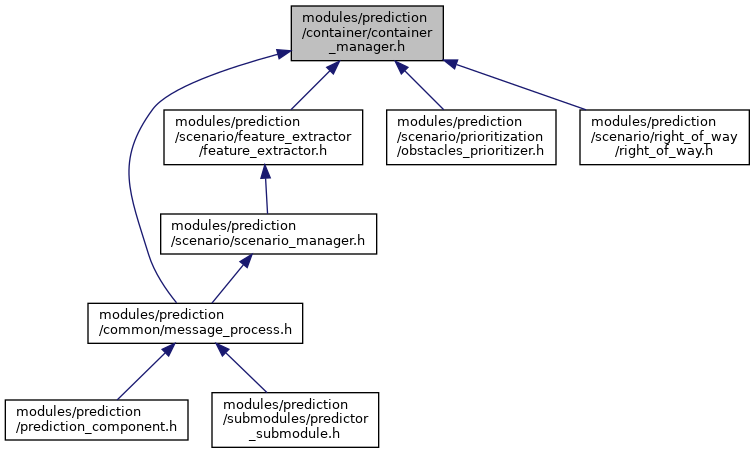 modules/prediction
/container/container
_manager.h
modules/prediction
/scenario/feature_extractor
/feature_extractor.h
modules/prediction
/scenario/prioritization
/obstacles_prioritizer.h
modules/prediction
/scenario/right_of_way
/right_of_way.h
modules/prediction
/scenario/scenario_manager.h
modules/prediction
/common/message_process.h
modules/prediction
/prediction_component.h
modules/prediction
/submodules/predictor
_submodule.h